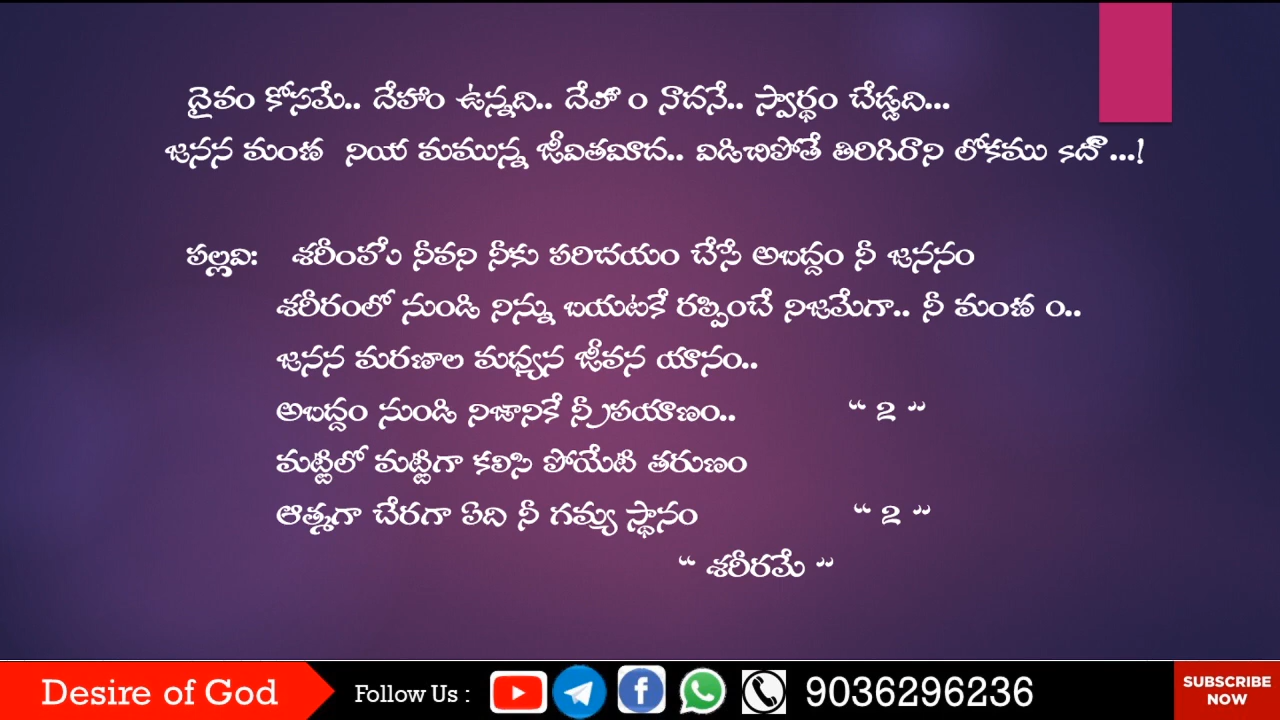 దైవం కోసమే.. దేహం ఉన్నది.. దేహం నాదనే.. స్వార్థం చేడ్డది...
జనన మరణ నియమమున్న జీవితమీద.. విడిచిపోతే తిరిగిరాని లోకము కదా...!
పల్లవి: శరీరమే నీవని నీకు పరిచయం చేసే అబద్దం నీ జననం
శరీరంలో నుండి నిన్ను బయటకే రప్పించే నిజమేగా.. నీ మరణం..
జనన మరణాల మధ్యన జీవన యానం..
అబద్దం నుండి నిజానికే నీ ప్రయాణం.. “ 2 ”
మట్టిలో మట్టిగా కలిసి పోయేటి తరుణం
ఆత్మగా చేరగా ఏది నీ గమ్య స్థానం “ 2 ”
“ శరీరమే ”
Desire of God Follow Us : 9036296236 SUBSCRIBE NOW